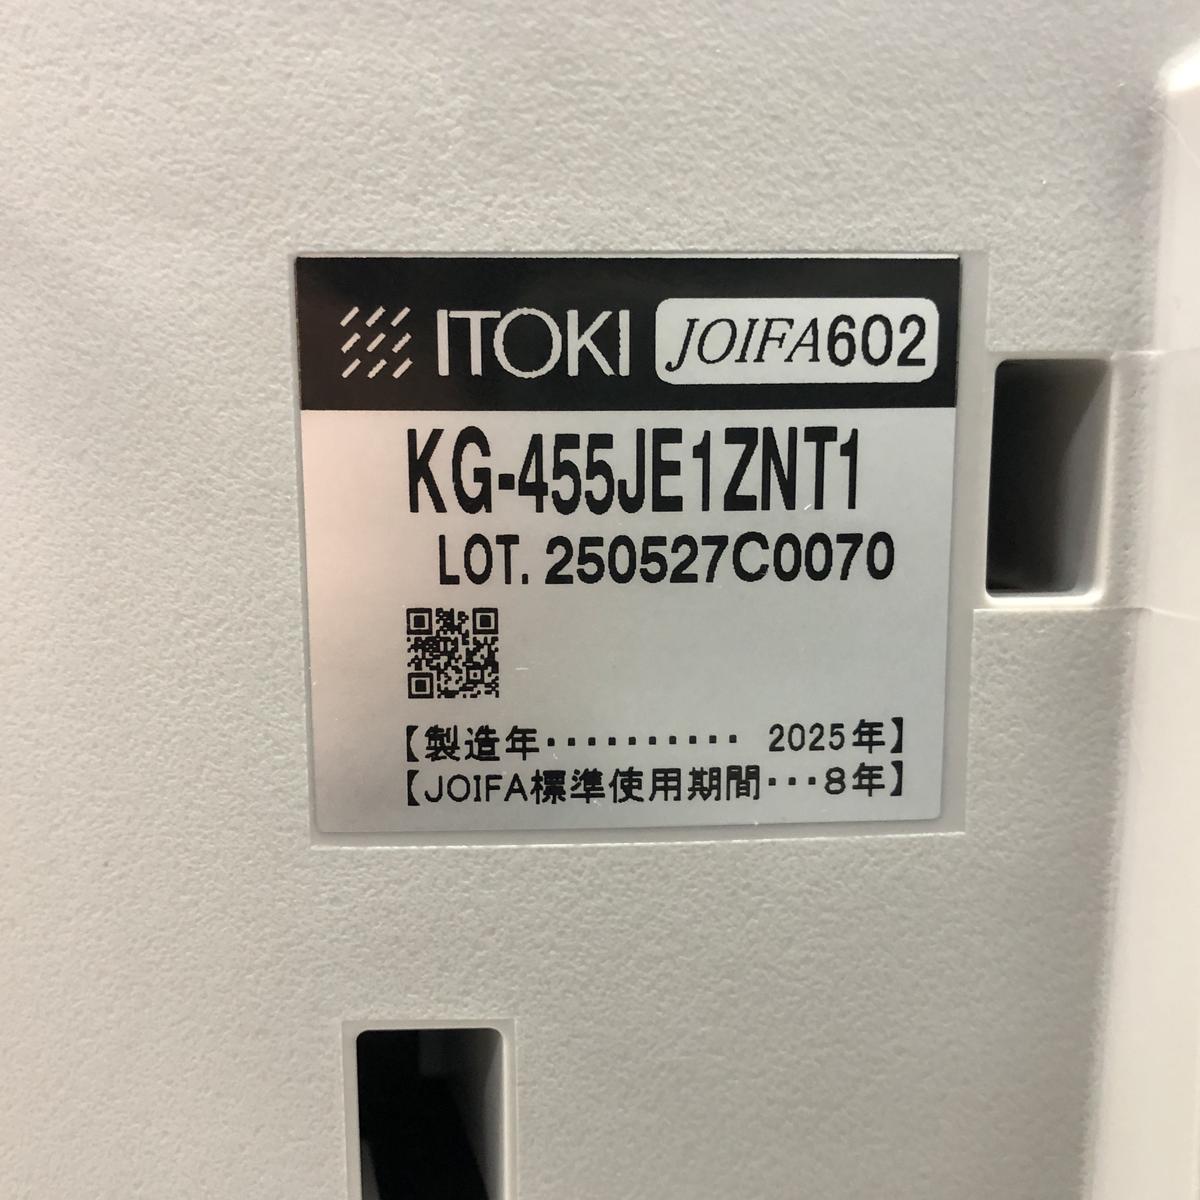 ITOKI JOIFA602
KG-455JE1ZNT1
LOT. 250527C0070
【製造年・・・・・・・・・・ 2025年】
【JOIFA標準使用期間・・・8年】